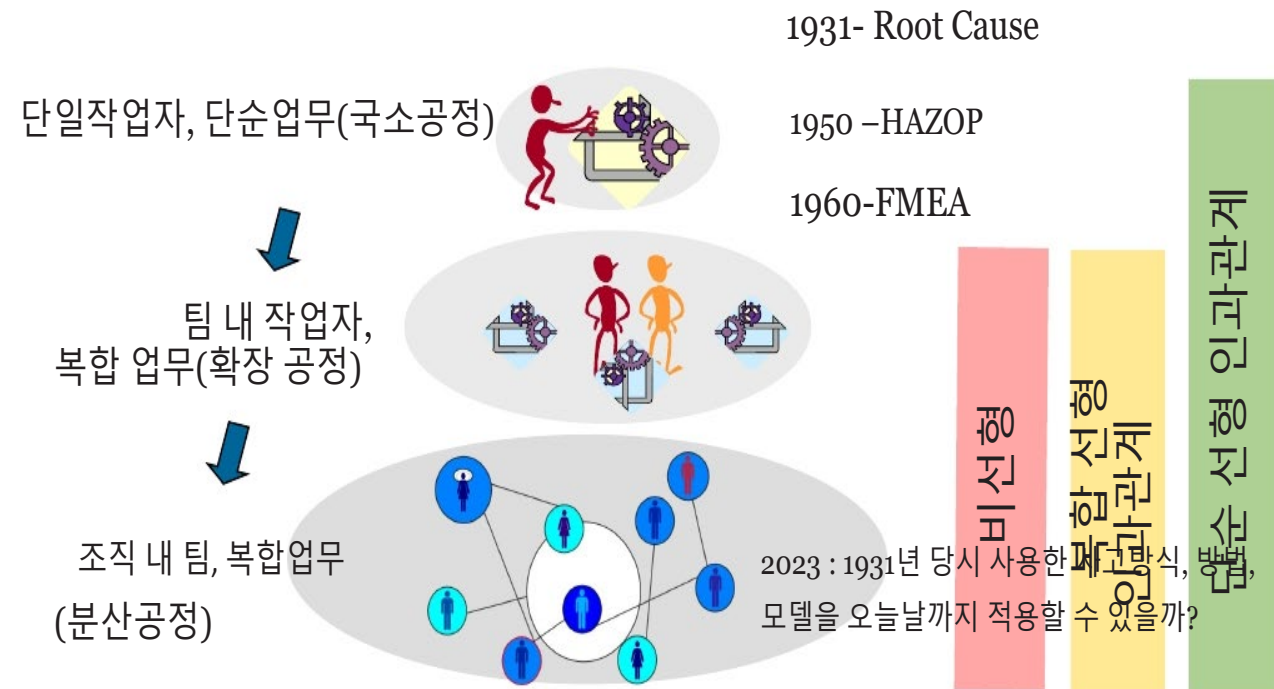 1931- Root Cause
단일작업자, 단순업무(국소공정)
1950 –HAZOP
1960-FMEA
팀 내 작업자,
복합 업무(확장 공정)
조직 내 팀, 복합업무
(분산공정)
2023 : 1931년 당시 사용한 사고방식, 방법,
모델을 오늘날까지 적용할 수 있을까?
비선형
복합 선형
인과관계
단순 선형 인과관계